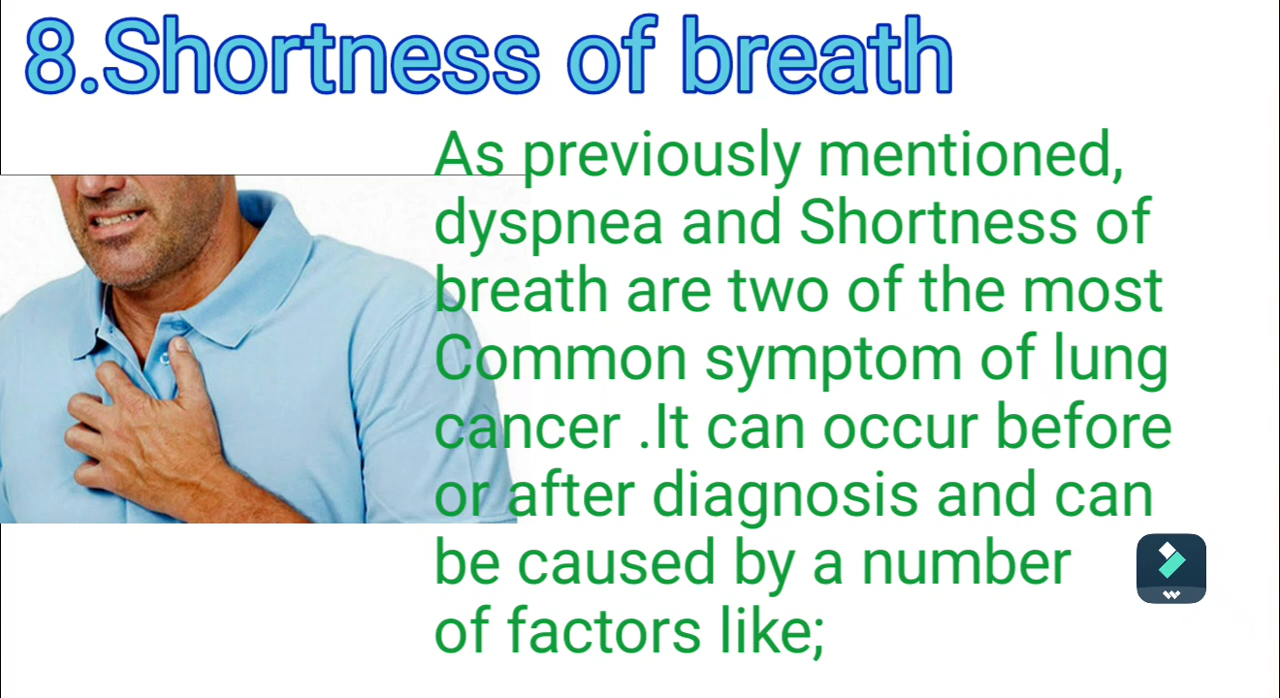 8.Shortness of breath
As previously mentioned,
dyspnea and Shortness of
breath are two of the most
Common symptom of lung
cancer .It can occur before
or after diagnosis and can
be caused by a number
of factors like;